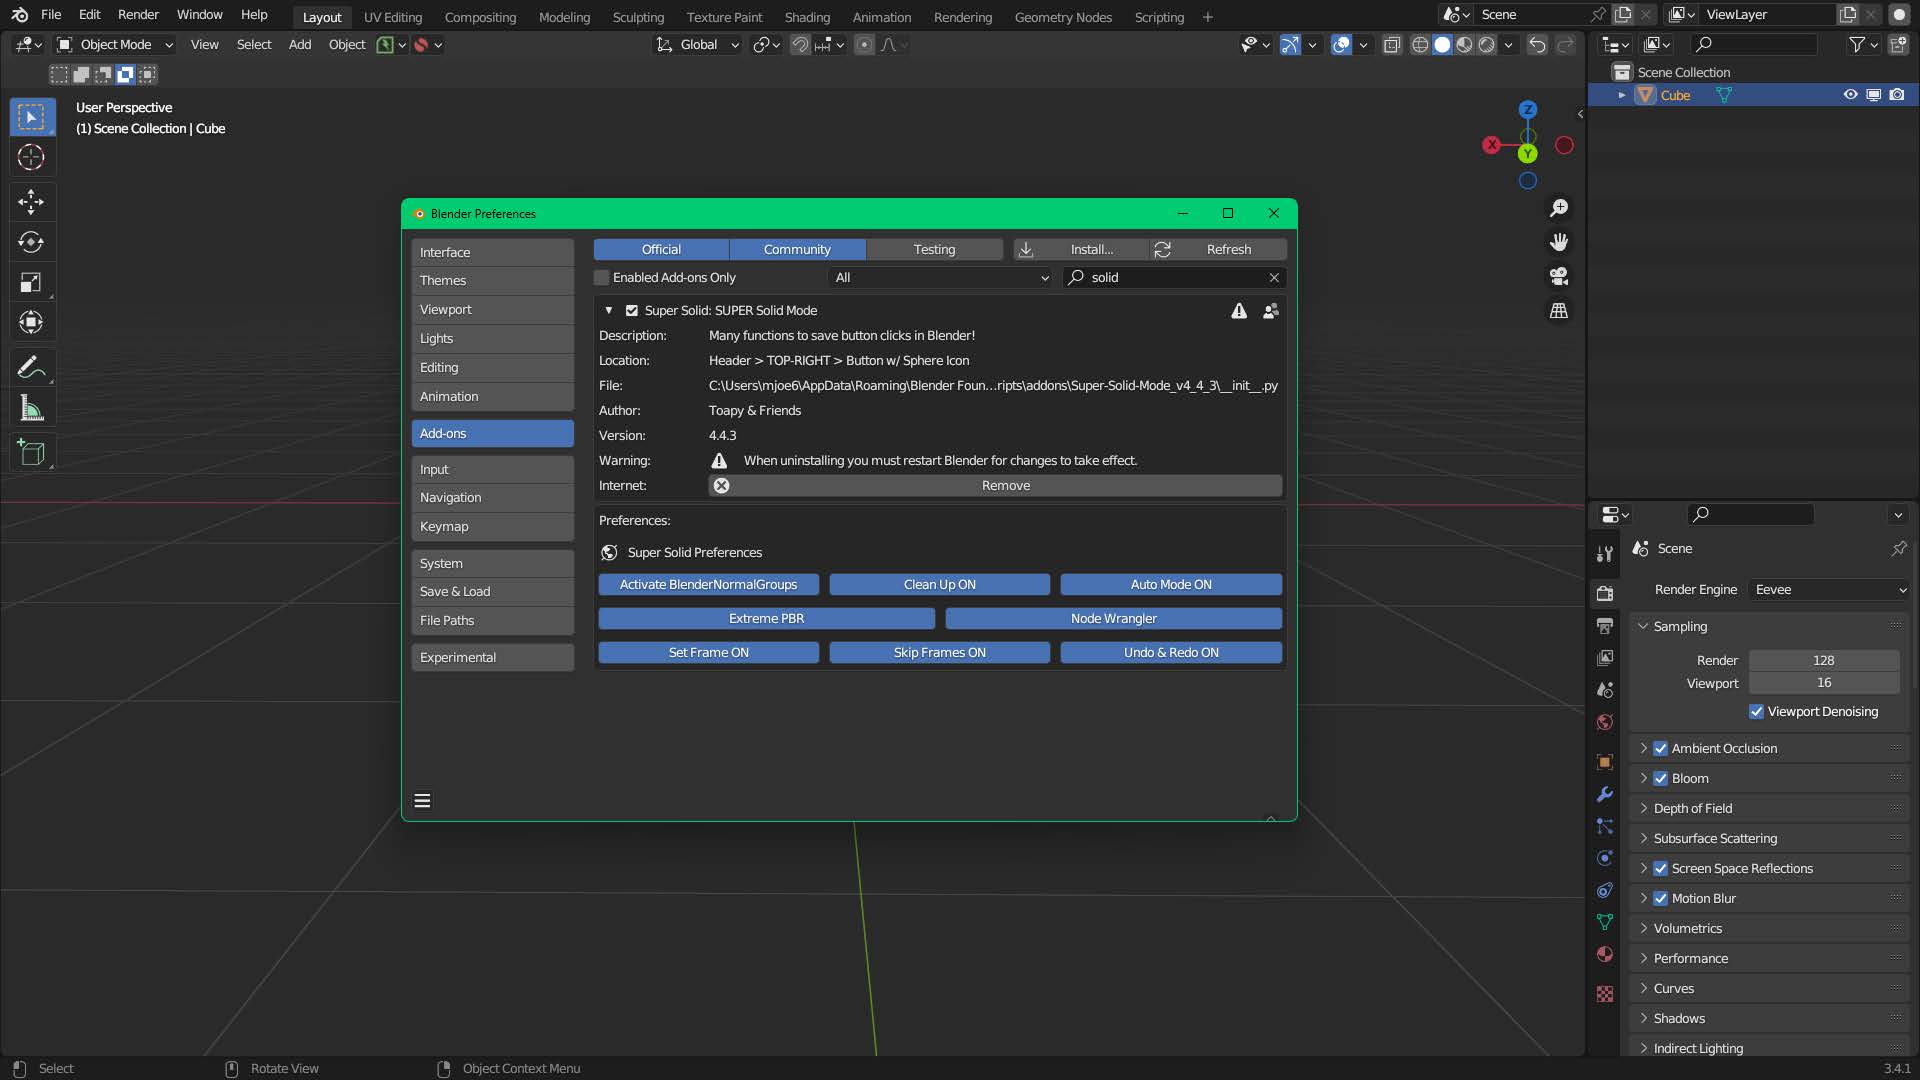 File Edit Render Window Help Layout UV Editing Compositing Modeling Sculpting Texture Paint Shading Animation Rendering Geometry Nodes Scripting + Scene ViewLayer
Object Mode View Select Add Object Global
User Perspective
(1) Scene Collection | Cube
Z
X
Y
Scene Collection
Cube
Blender Preferences
Interface
Themes
Viewport
Lights
Editing
Animation
Add-ons
Input
Navigation
Keymap
System
Save & Load
File Paths
Experimental
Official Community Testing Install... Refresh
Enabled Add-ons Only All solid
Super Solid: SUPER Solid Mode
Description: Many functions to save button clicks in Blender!
Location: Header > TOP-RIGHT > Button w/ Sphere Icon
File: C:\Users\mjoe6\AppData\Roaming\Blender Foun...ripts\addons\Super-Solid-Mode_v4_4_3\__init__.py
Author: Toapy & Friends
Version: 4.4.3
Warning: When uninstalling you must restart Blender for changes to take effect.
Internet: Remove
Preferences:
Super Solid Preferences
Activate BlenderNormalGroups Clean Up ON Auto Mode ON
Extreme PBR Node Wrangler
Set Frame ON Skip Frames ON Undo & Redo ON
Scene
Render Engine Eevee
Sampling
Render 128
Viewport 16
Viewport Denoising
Ambient Occlusion
Bloom
Depth of Field
Subsurface Scattering
Screen Space Reflections
Motion Blur
Volumetrics
Performance
Curves
Shadows
Indirect Lighting
Select Rotate View Object Context Menu 3.4.1